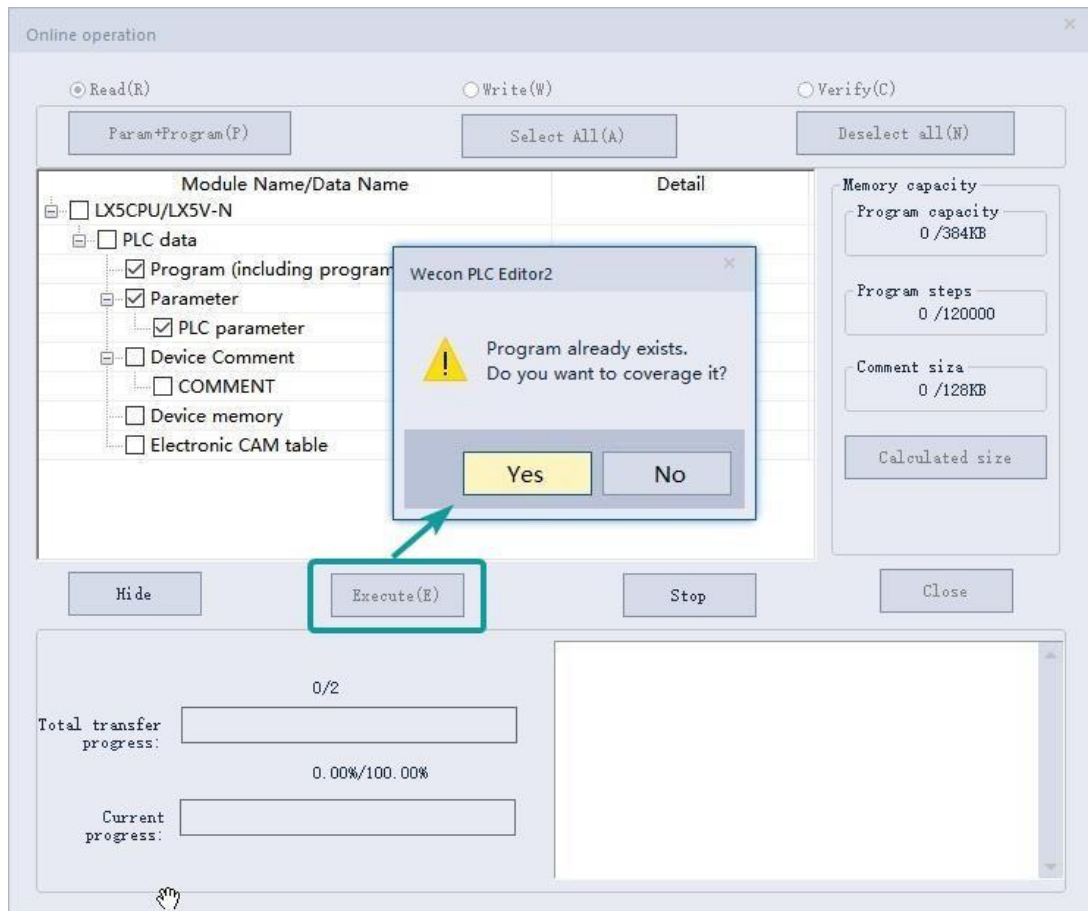 Online operation
Read(R) Write(W) Verify(C)
Param+Program(P) Select All(A) Deselect all(N)
Module Name/Data Name Detail
LX5CPU/LX5V-N
PLC data
Program (including program
Parameter
PLC parameter
Device Comment
COMMENT
Device memory
Electronic CAM table
Wecon PLC Editor2
Program already exists.
Do you want to coverage it?
Yes No
Memory capacity
Program capacity
0 /384KB
Program steps
0 /120000
Comment siza
0 /128KB
Calculated size
Hide Execute(E) Stop Close
0/2
Total transfer
progress:
0.00%/100.00%
Current
progress: